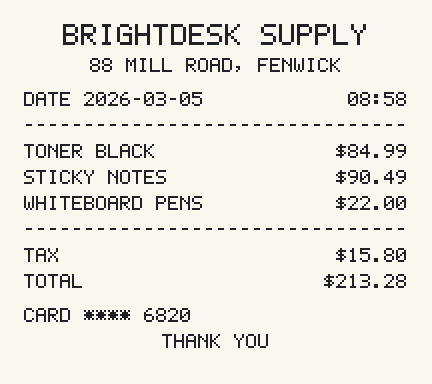 BRIGHTDESK SUPPLY
88 MILL ROAD, FENWICK
DATE 2026-03-05 08:58
--------------------------------
TONER BLACK $84.99
STICKY NOTES $90.49
WHITEBOARD PENS $22.00
--------------------------------
TAX $15.80
TOTAL $213.28
CARD **** 6820
THANK YOU